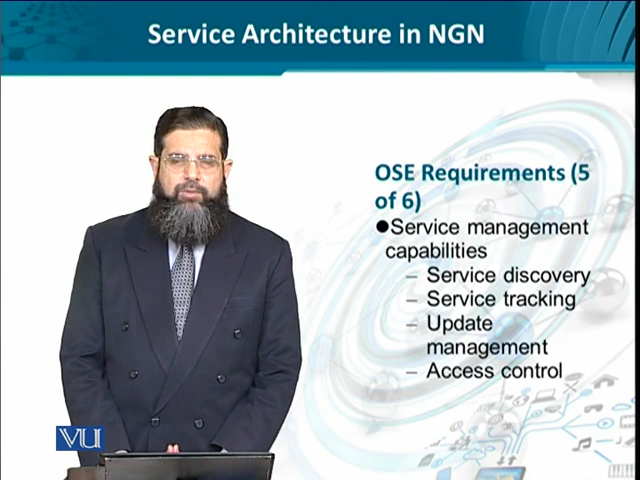 Service Architecture in NGN
OSE Requirements (5
of 6)
●Service management
capabilities
– Service discovery
– Service tracking
– Update
management
– Access control
VU